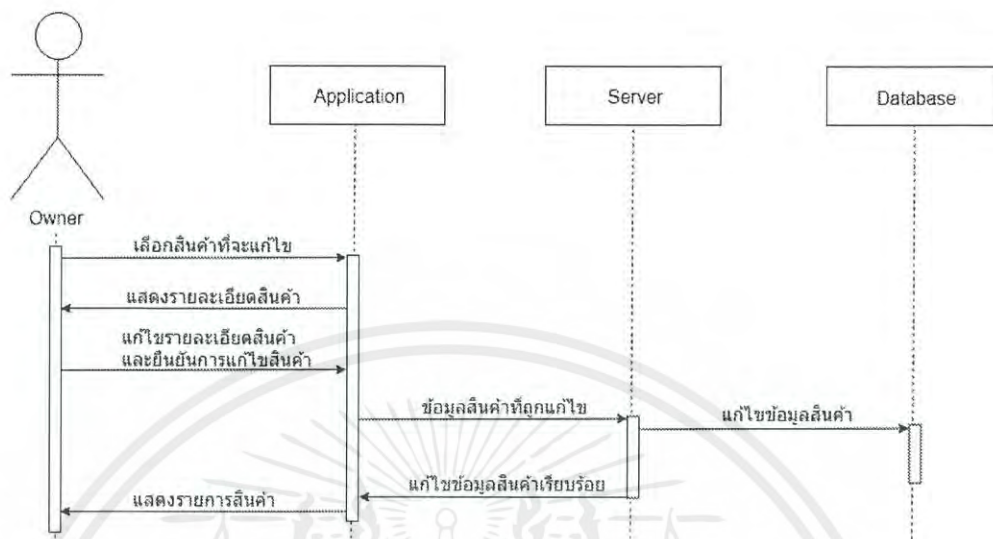 Application
Server
Database
Owner
เลือกสินค้าที่จะแก้ไข
แสดงรายละเอียดสินค้า
แก้ไขรายละเอียดสินค้า
และยืนยันการแก้ไขสินค้า
ข้อมูลสินค้าที่ถูกแก้ไข
แก้ไขข้อมูลสินค้า
แก้ไขข้อมูลสินค้าเรียบร้อย
แสดงรายการสินค้า